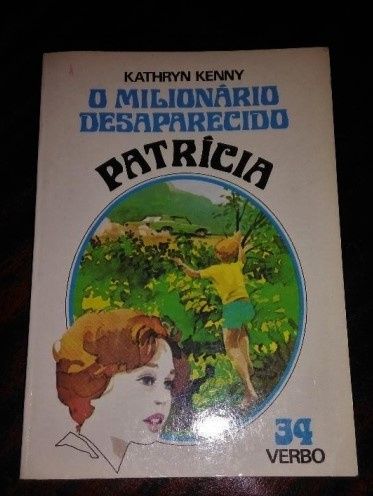 KATHRYN KENNY
O MILIONÁRIO
DESAPARECIDO
PATRÍCIA
34
VERBO